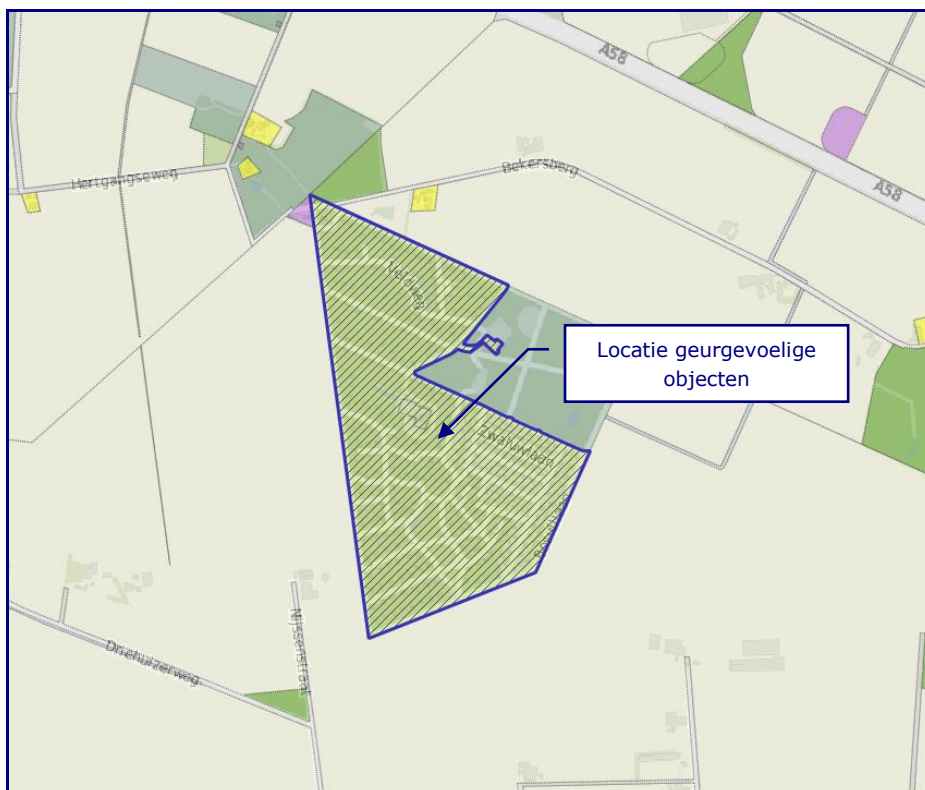 A58
Bekersberg
Hertgangseweg
A58
Locatie geurgevoelige
objecten
Zwaluwlaan
Nijssenstraat
Driehuizerweg